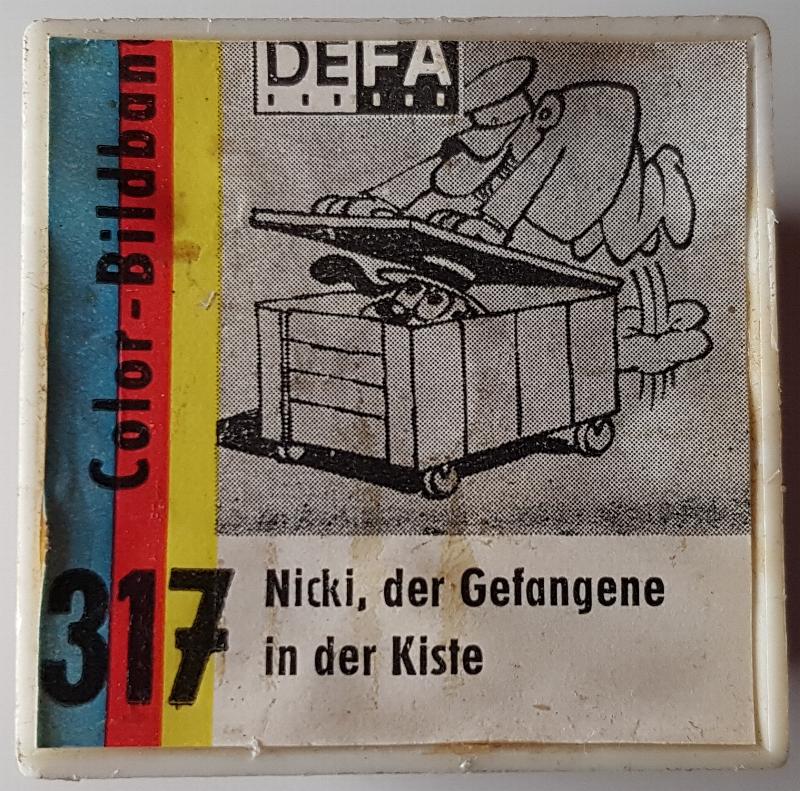 DEFA
Color-Bildband
317
Nicki, der Gefangene
in der Kiste